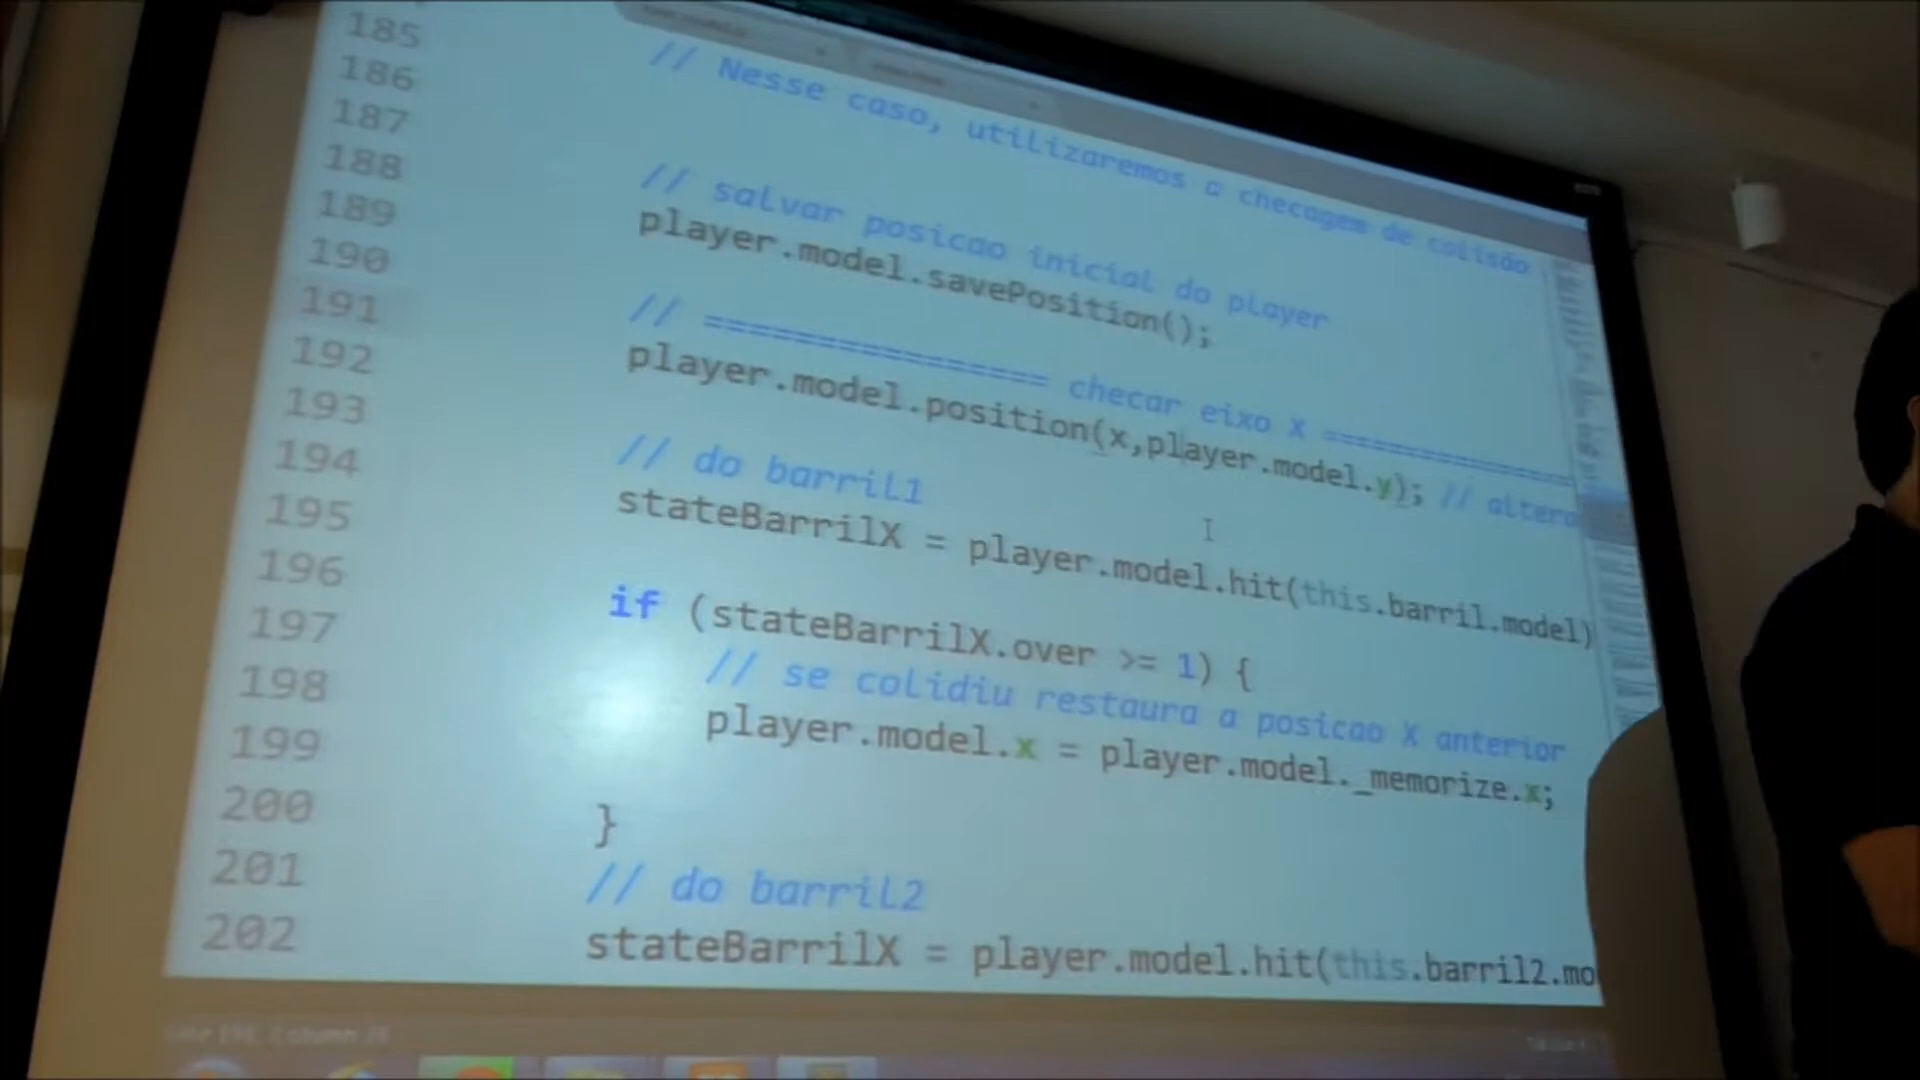 185
186
187
188
189
190
191
192
193
194
195
196
197
198
199
200
201
202
// Nesse caso, utilizaremos a checagem de colisão
// salvar posicao inicial do player
player.model.savePosition();
// ================ checar eixo X ================
player.model.position(x,player.model.y); // altera
// do barril1
stateBarrilX = player.model.hit(this.barril.model)
if (stateBarrilX.over >= 1) {
// se colidiu restaura a posicao X anterior
player.model.x = player.model._memorize.x;
}
// do barril2
stateBarrilX = player.model.hit(this.barril2.mo